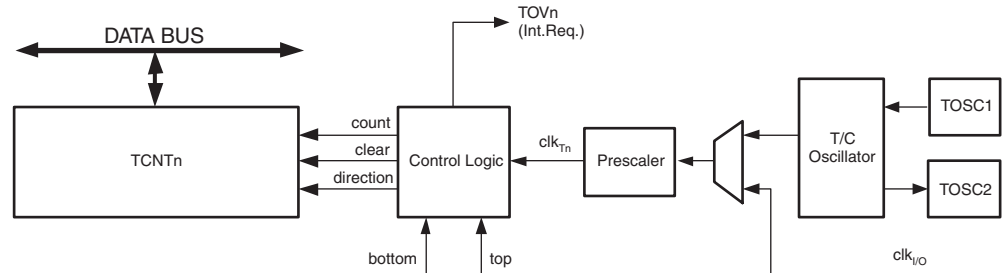 TOVn
(Int.Req.)
DATA BUS
TOSC1
count
TCNTn
clear
Control Logic
clkTn
Prescaler
T/C
Oscillator
direction
TOSC2
bottom
top
clkI/O